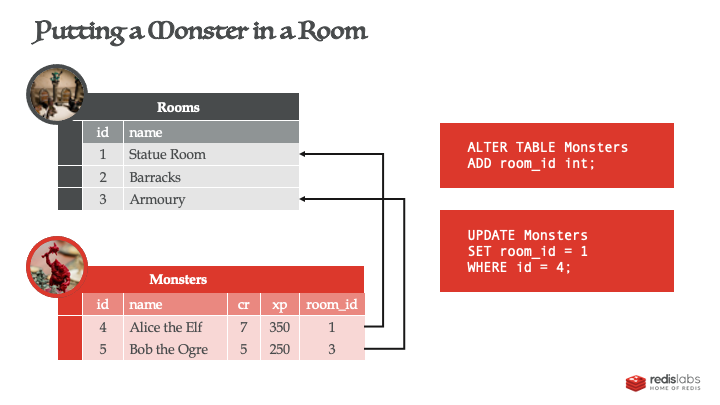 Putting a Monster in a Room
Rooms
id name
1 Statue Room
2 Barracks
3 Armoury
ALTER TABLE Monsters
ADD room_id int;
UPDATE Monsters
SET room_id = 1
WHERE id = 4;
Monsters
id name cr xp room_id
4 Alice the Elf 7 350 1
5 Bob the Ogre 5 250 3
redislabs
HOME OF REDIS